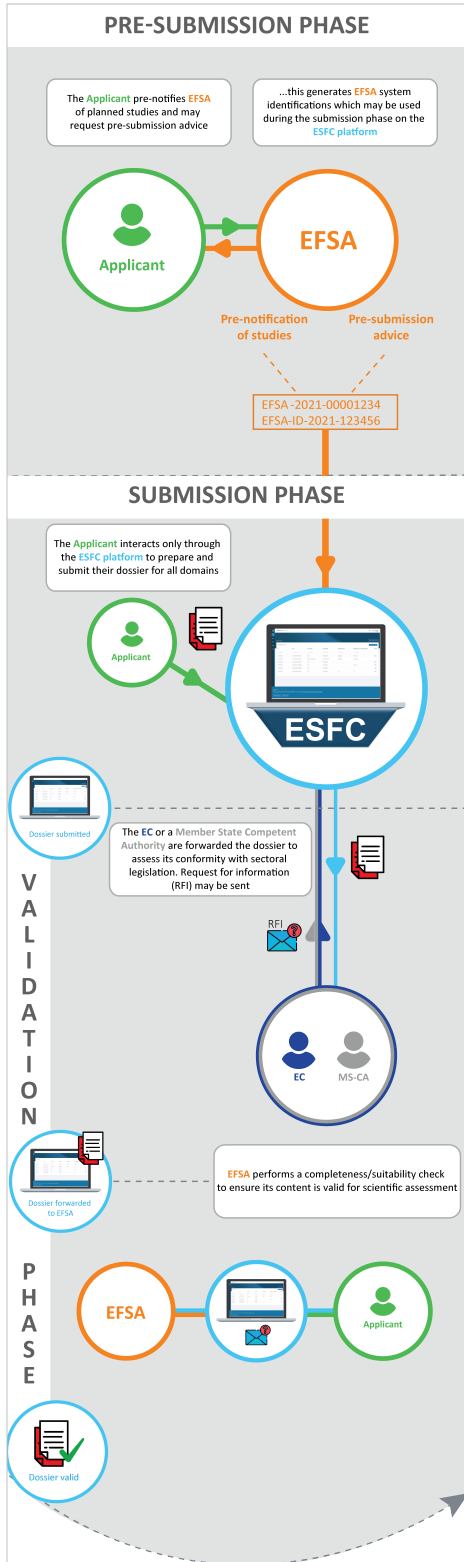 PRE-SUBMISSION PHASE
The Applicant pre-notifies EFSA
of planned studies and may
request pre-submission advice
...this generates EFSA system
identifications which may be used
during the submission phase on the
ESFC platform
Applicant
EFSA
Pre-notification
of studies
Pre-submission
advice
EFSA-2021-00001234
EFSA-ID-2021-123456
SUBMISSION PHASE
The Applicant interacts only through
the ESFC platform to prepare and
submit their dossier for all domains
Applicant
ESFC
Dossier submitted
The EC or a Member State Competent
Authority are forwarded the dossier to
assess its conformity with sectoral
legislation. Request for information
(RFI) may be sent
VALIDATION
RFI
EC
MS-CA
Dossier forwarded
to EFSA
EFSA performs a completeness/suitability check
to ensure its content is valid for scientific assessment
PHASE
EFSA
Applicant
Dossier valid